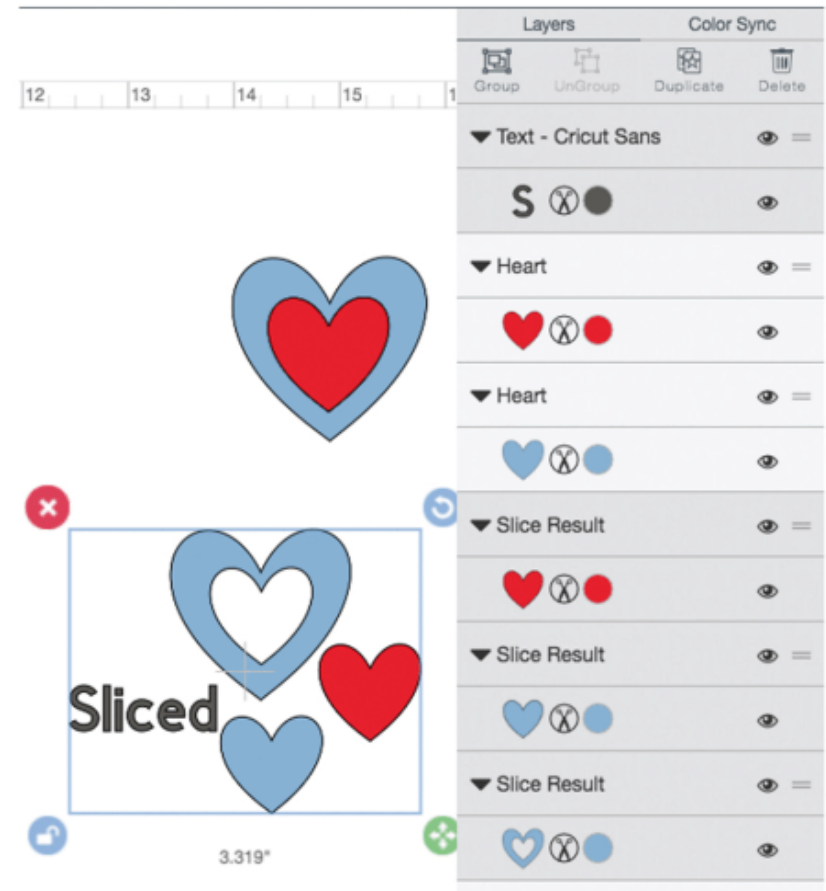 Layers Color Sync
Group UnGroup Duplicate Delete
12 13 14 15 1
Text - Cricut Sans
S
Heart
Heart
Slice Result
Slice Result
Slice Result
Sliced
3.319"